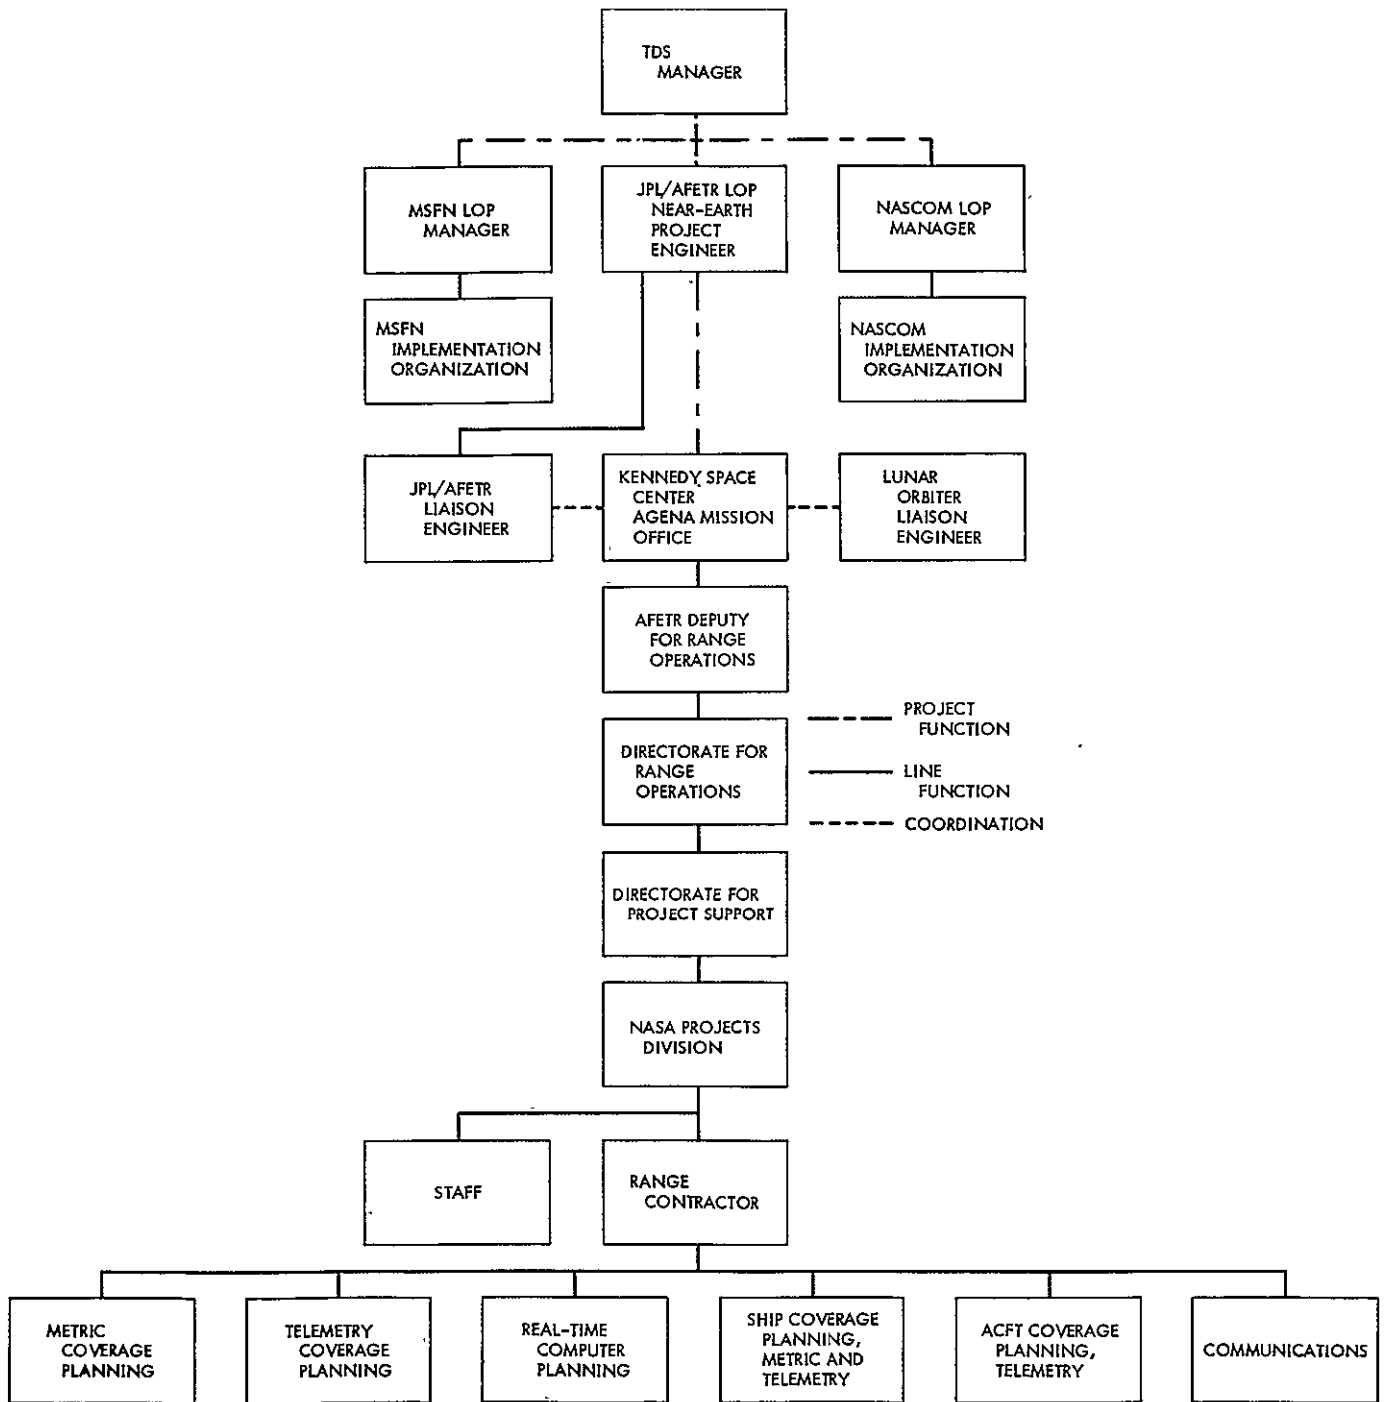 TDS
MANAGER
MSFN LOP
MANAGER
JPL/AFETR LOP
NEAR-EARTH
PROJECT
ENGINEER
NASCOM LOP
MANAGER
MSFN
IMPLEMENTATION
ORGANIZATION
NASCOM
IMPLEMENTATION
ORGANIZATION
JPL/AFETR
LIAISON
ENGINEER
KENNEDY SPACE
CENTER
AGENA MISSION
OFFICE
LUNAR
ORBITER
LIAISON
ENGINEER
AFETR DEPUTY
FOR RANGE
OPERATIONS
DIRECTORATE FOR
RANGE
OPERATIONS
PROJECT
FUNCTION
LINE
FUNCTION
COORDINATION
DIRECTORATE FOR
PROJECT SUPPORT
NASA PROJECTS
DIVISION
STAFF
RANGE
CONTRACTOR
METRIC
COVERAGE
PLANNING
TELEMETRY
COVERAGE
PLANNING
REAL-TIME
COMPUTER
PLANNING
SHIP COVERAGE
PLANNING,
METRIC AND
TELEMETRY
ACFT COVERAGE
PLANNING,
TELEMETRY
COMMUNICATIONS